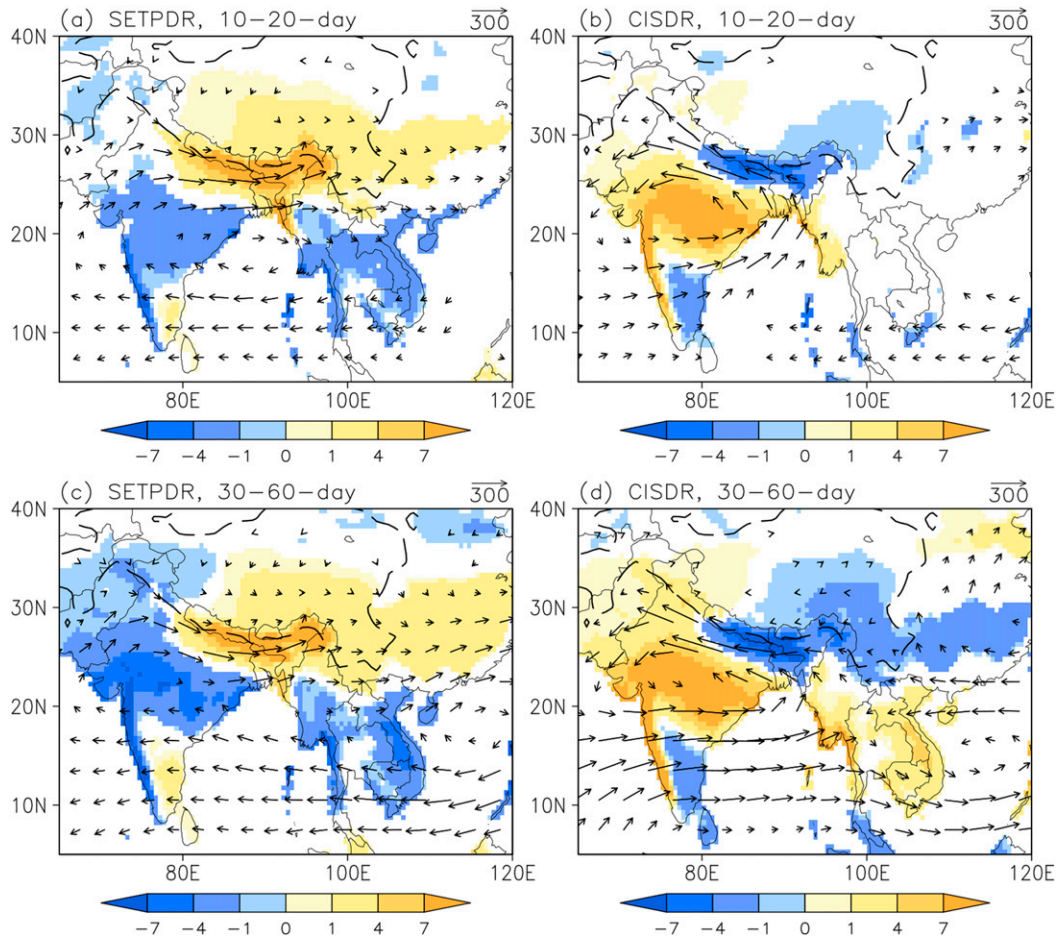 (a) SETPDR, 10-20-day 300
(b) CISDR, 10-20-day 300
40N 40N
30N 30N
20N 20N
10N 10N
80E 100E 120E 80E 100E 120E
-7 -4 -1 0 1 4 7 -7 -4 -1 0 1 4 7
(c) SETPDR, 30-60-day 300
(d) CISDR, 30-60-day 300
40N 40N
30N 30N
20N 20N
10N 10N
80E 100E 120E 80E 100E 120E
-7 -4 -1 0 1 4 7 -7 -4 -1 0 1 4 7